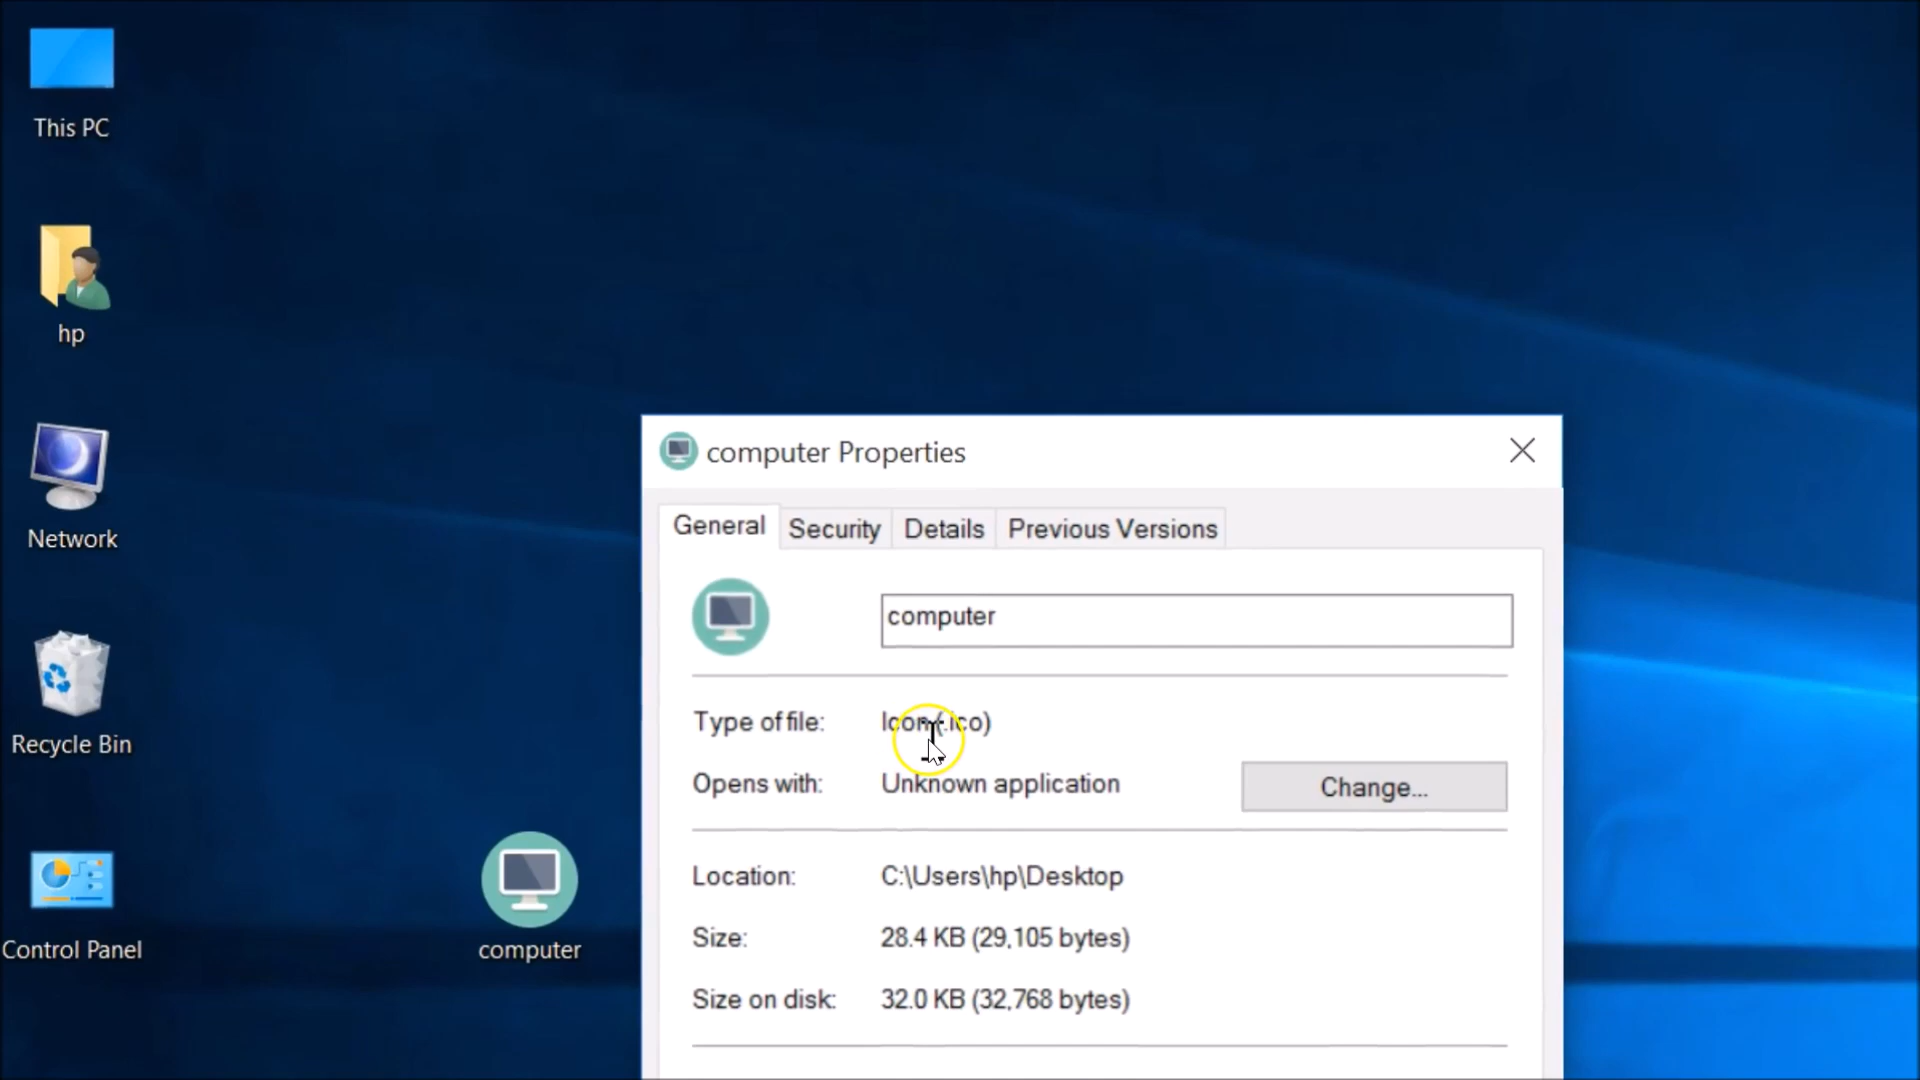 This PC
hp
Network
Recycle Bin
Control Panel
computer
computer Properties
General Security Details Previous Versions
computer
Type of file: Icon (.ico)
Opens with: Unknown application Change...
Location: C:\Users\hp\Desktop
Size: 28.4 KB (29,105 bytes)
Size on disk: 32.0 KB (32,768 bytes)